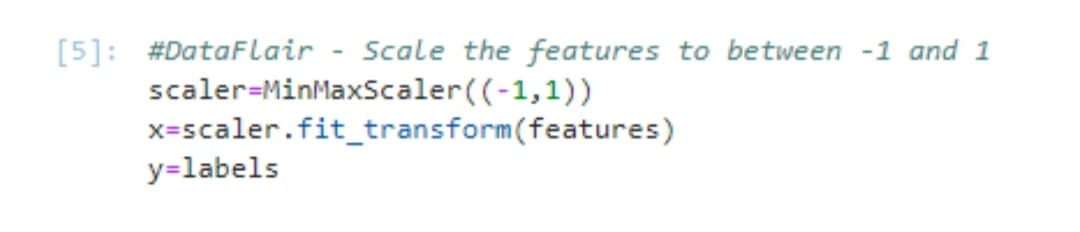 [5]: #DataFlair - Scale the features to between -1 and 1
scaler=MinMaxScaler((-1,1))
x=scaler.fit_transform(features)
y=labels